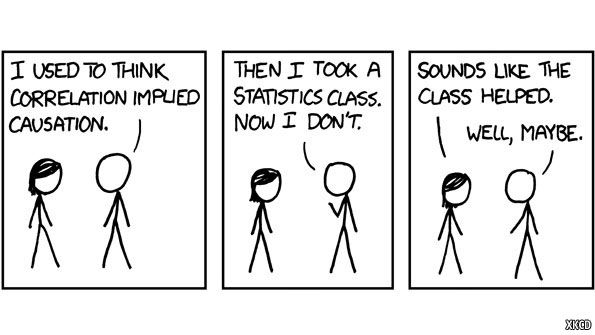 I USED TO THINK
CORRELATION IMPLIED
CAUSATION.
THEN I TOOK A
STATISTICS CLASS.
NOW I DON'T.
SOUNDS LIKE THE
CLASS HELPED.
WELL, MAYBE.
XKCD